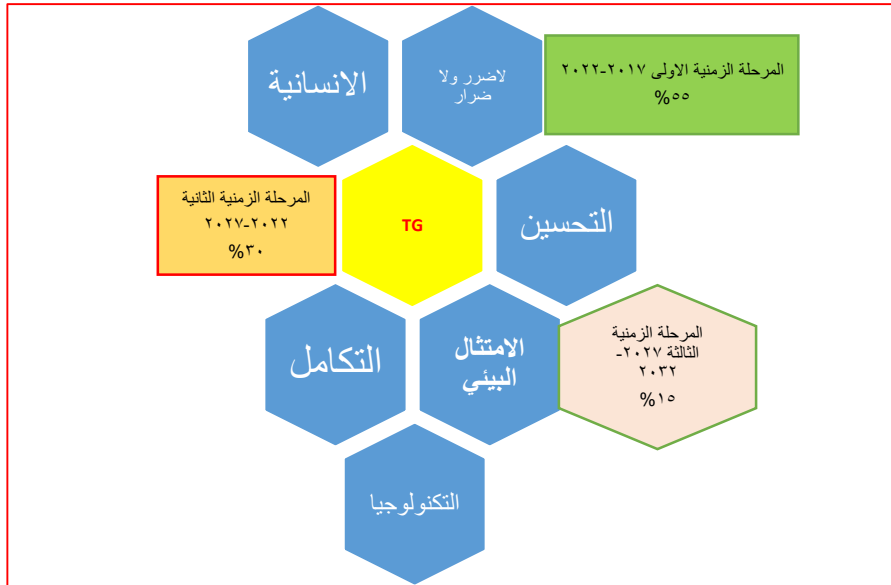 الانسانية
لاضرر ولا
ضرار
المرحلة الزمنية الاولى ٢٠١٧-٢٠٢٢
%٥٥
المرحلة الزمنية الثانية
٢٠٢٢-٢٠٢٧
%٣٠
TG
التحسين
التكامل
الامتثال
البيئي
المرحلة الزمنية
الثالثة ٢٠٢٧-
٢٠٣٢
%١٥
التكنولوجيا